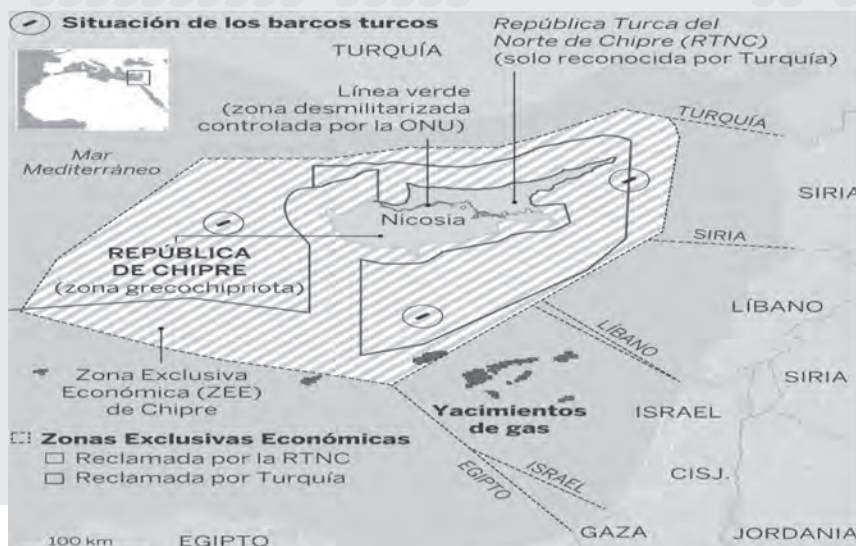 Situación de los barcos turcos
TURQUÍA
República Turca del
Norte de Chipre (RTNC)
(solo reconocida por Turquía)
Línea verde
(zona desmilitarizada
controlada por la ONU)
Mar
Mediterráneo
TURQUÍA
SIRIA
Nicosia
SIRIA
REPÚBLICA
DE CHIPRE
(zona grecochipriota)
LÍBANO
LÍBANO
Zona Exclusiva
Económica (ZEE)
de Chipre
SIRIA
Yacimientos
de gas
ISRAEL
Zonas Exclusivas Económicas
Reclamada por la RTNC
Reclamada por Turquía
ISRAEL
EGIPTO
CISJ.
GAZA
JORDANIA
100 km
EGIPTO